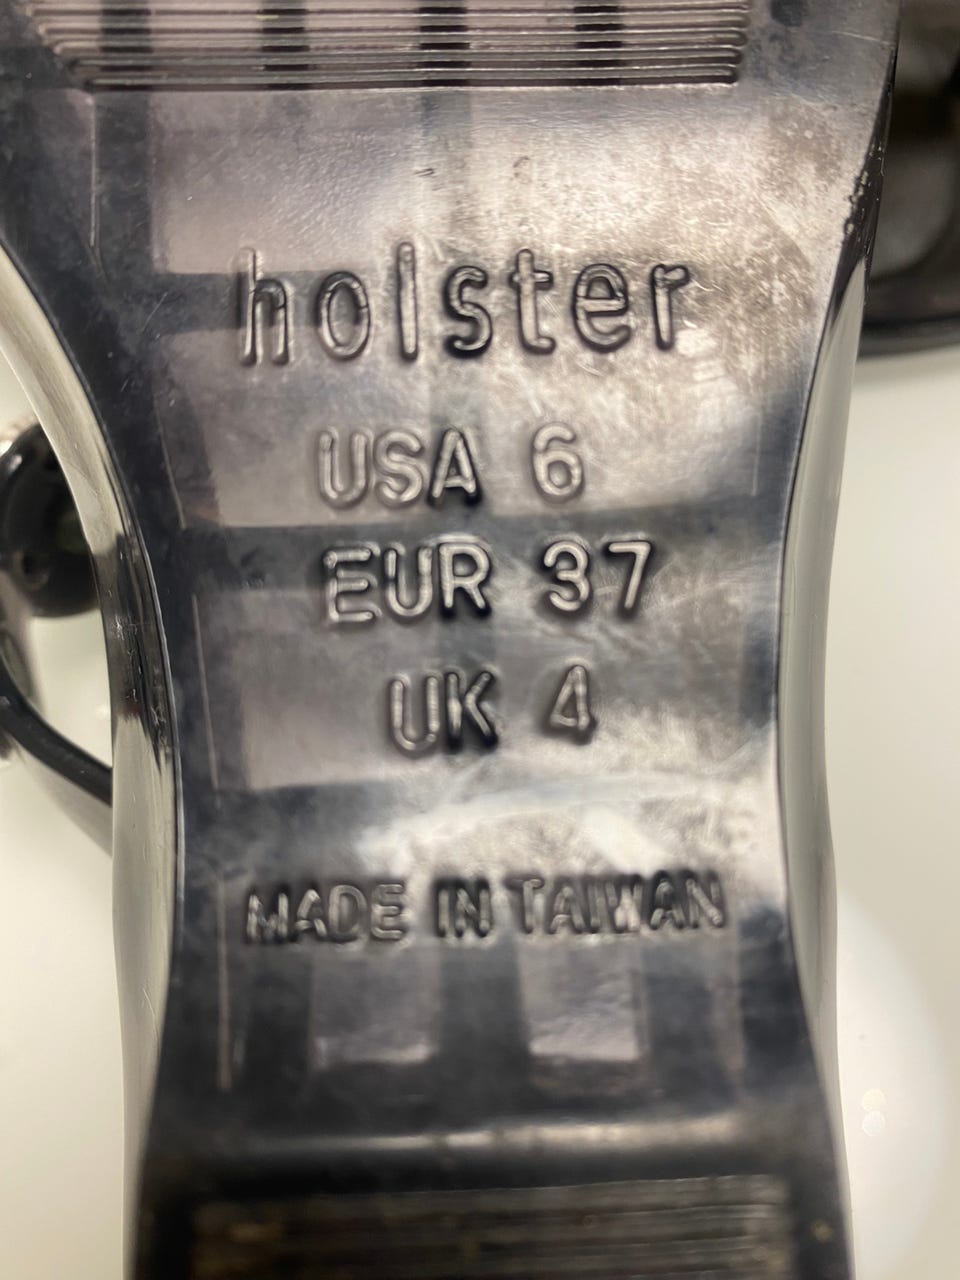 holster
USA 6
EUR 37
UK 4
MADE IN TAIWAN